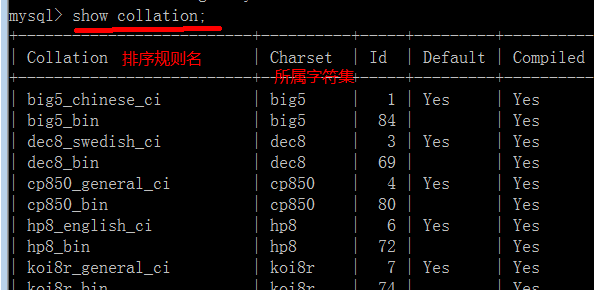 mysql> show collation;
| Collation 排序规则名 | Charset | Id | Default | Compiled
所属字符集
| big5_chinese_ci | big5 | 1 | Yes | Yes
| big5_bin | big5 | 84 | | Yes
| dec8_swedish_ci | dec8 | 3 | Yes | Yes
| dec8_bin | dec8 | 69 | | Yes
| cp850_general_ci | cp850 | 4 | Yes | Yes
| cp850_bin | cp850 | 80 | | Yes
| hp8_english_ci | hp8 | 6 | Yes | Yes
| hp8_bin | hp8 | 72 | | Yes
| koi8r_general_ci | koi8r | 7 | Yes | Yes
| koi8r_bin | koi8r | 74 | | Yes